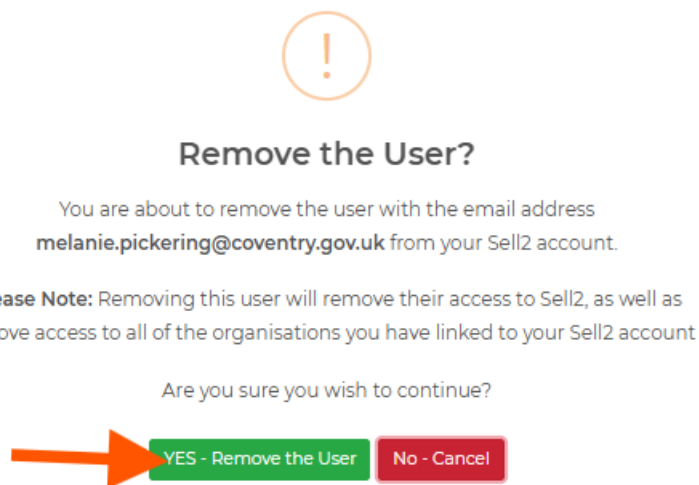 !
Remove the User?
You are about to remove the user with the email address
melanie.pickering@coventry.gov.uk from your Sell2 account.
ease Note: Removing this user will remove their access to Sell2, as well as
ove access to all of the organisations you have linked to your Sell2 account
Are you sure you wish to continue?
YES - Remove the User No - Cancel